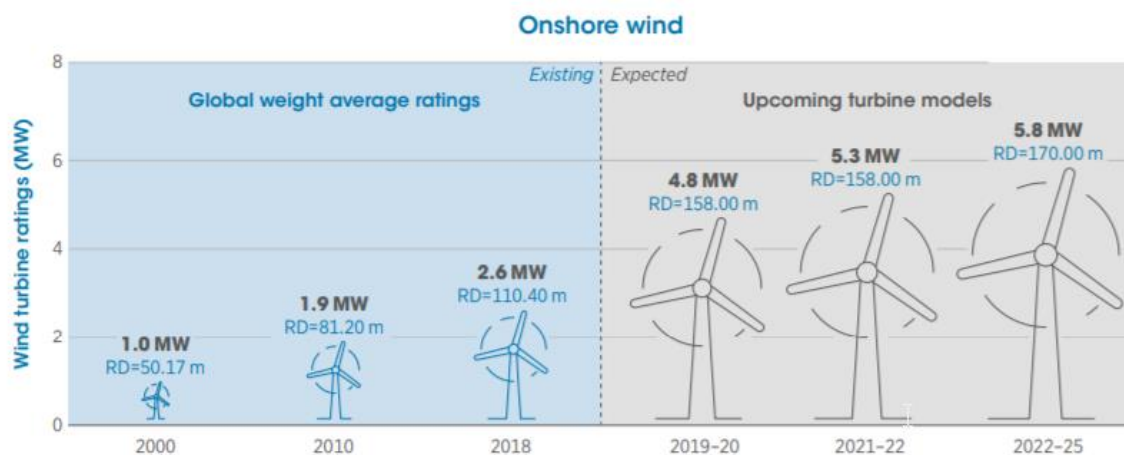 Onshore wind
Wind turbine ratings (MW)
8
6
4
2
0
Existing
Expected
Global weight average ratings
Upcoming turbine models
1.0 MW
RD=50.17 m
1.9 MW
RD=81.20 m
2.6 MW
RD=110.40 m
4.8 MW
RD=158.00 m
5.3 MW
RD=158.00 m
5.8 MW
RD=170.00 m
2000
2010
2018
2019–20
2021–22
2022–25